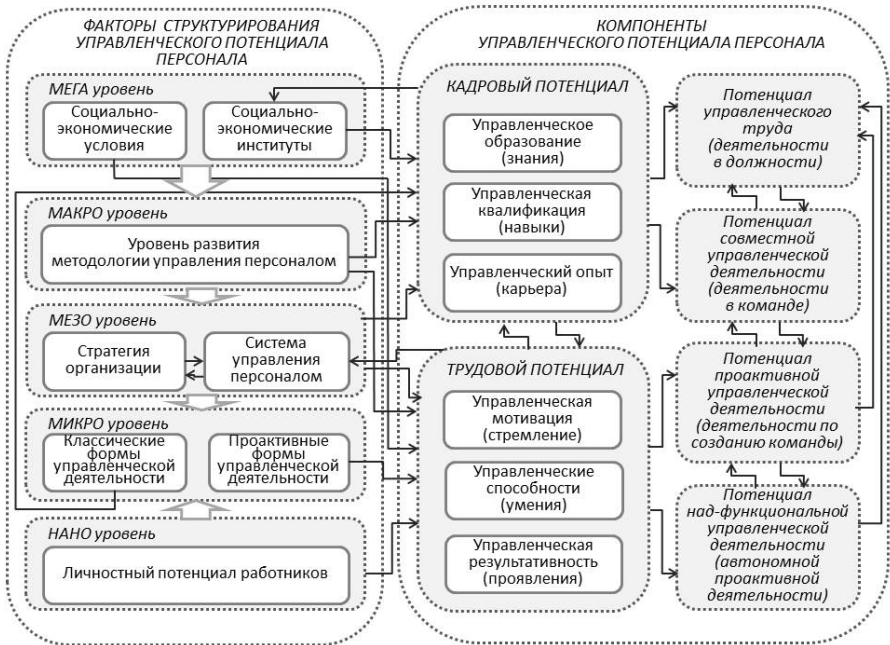 ФАКТОРЫ СТРУКТУРИРОВАНИЯ
УПРАВЛЕНЧЕСКОГО ПОТЕНЦИАЛА
ПЕРСОНАЛА
МЕГА уровень
Социально-
экономические
условия
Социально-
экономические
институты
МАКРО уровень
Уровень развития
методологии управления персоналом
МЕЗО уровень
Стратегия
организации
Система
управления
персоналом
МИКРО уровень
Классические
формы
управленческой
деятельности
Проактивные
формы
управленческой
деятельности
НАНО уровень
Личностный потенциал работников
КОМПОНЕНТЫ
УПРАВЛЕНЧЕСКОГО ПОТЕНЦИАЛА ПЕРСОНАЛА
КАДРОВЫЙ ПОТЕНЦИАЛ
Управленческое
образование
(знания)
Управленческая
квалификация
(навыки)
Управленческий опыт
(карьера)
ТРУДОВОЙ ПОТЕНЦИАЛ
Управленческая
мотивация
(стремление)
Управленческие
способности
(умения)
Управленческая
результативность
(проявления)
Потенциал
управленческого
труда
(деятельности
в должности)
Потенциал
совместной
управленческой
деятельности
(деятельности
в команде)
Потенциал
проактивной
управленческой
деятельности
(деятельности по
созданию команды)
Потенциал
над-функциональной
управленческой
деятельности
(автономной
проактивной
деятельности)